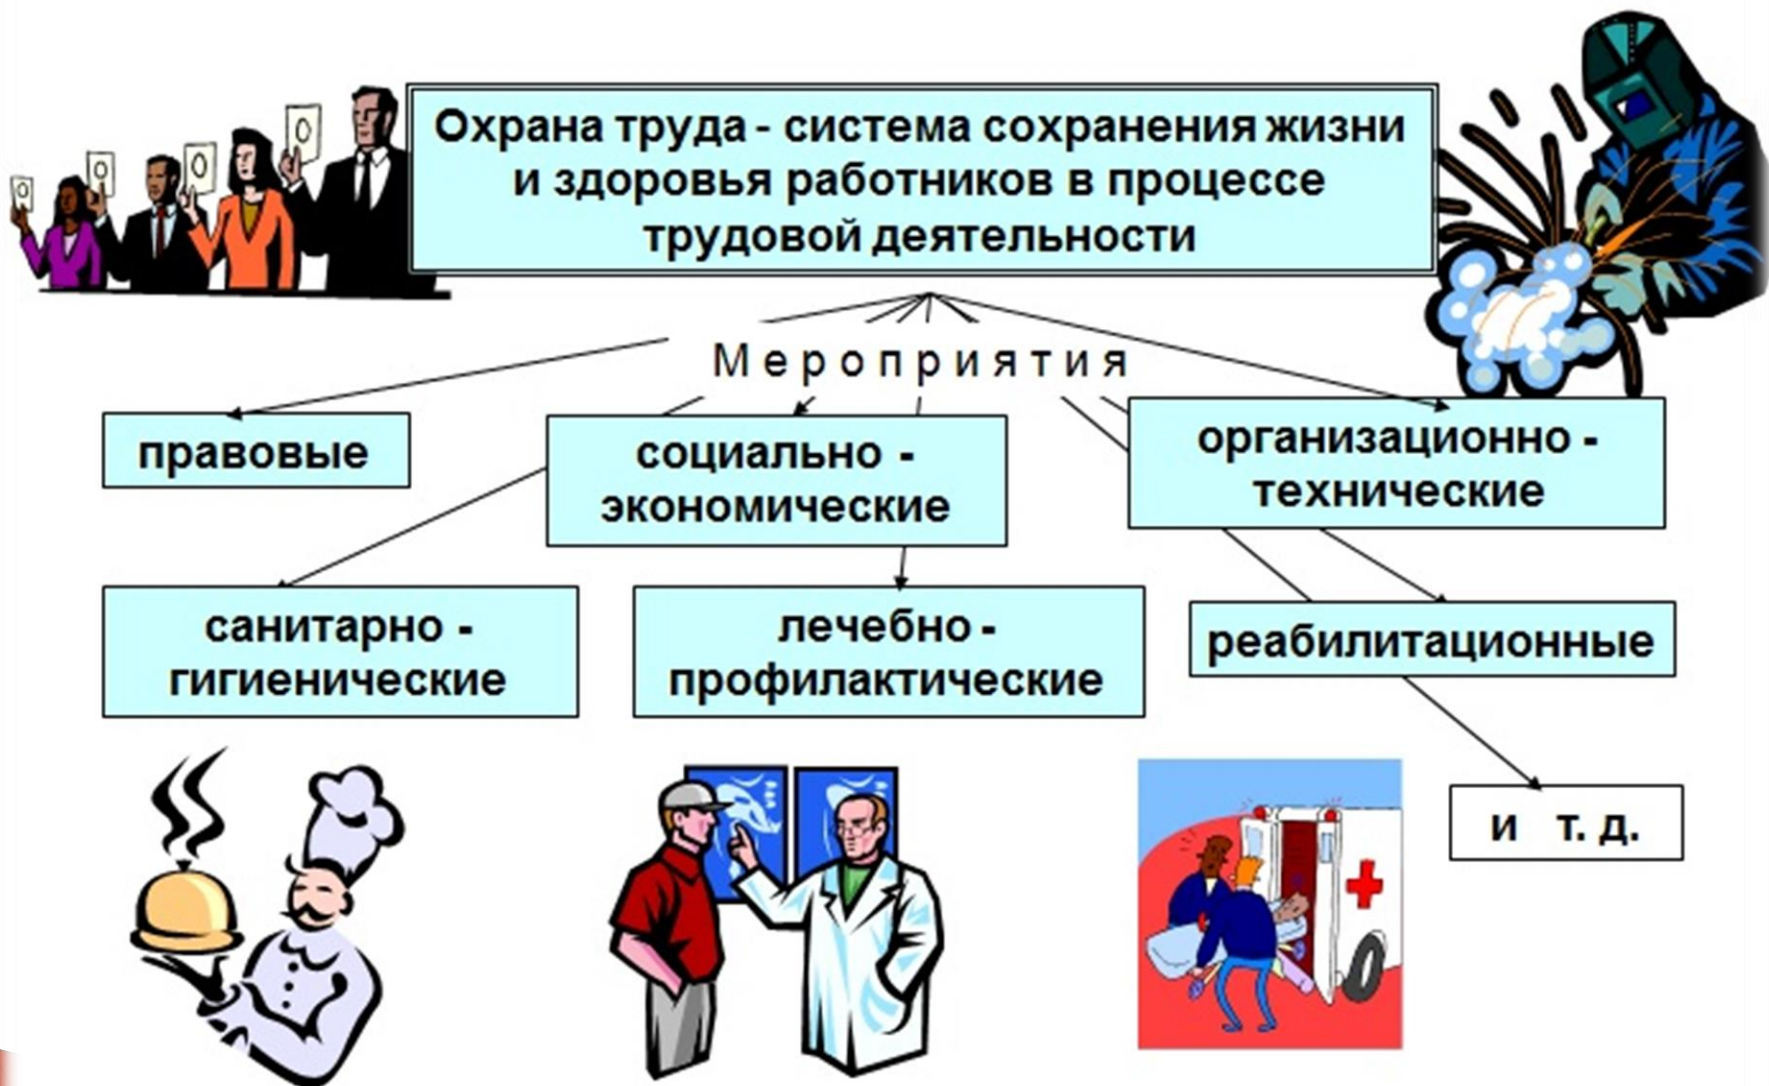 Охрана труда - система сохранения жизни
и здоровья работников в процессе
трудовой деятельности
Мероприятия
правовые
социально -
экономические
организационно -
технические
санитарно -
гигиенические
лечебно -
профилактические
реабилитационные
и т. д.